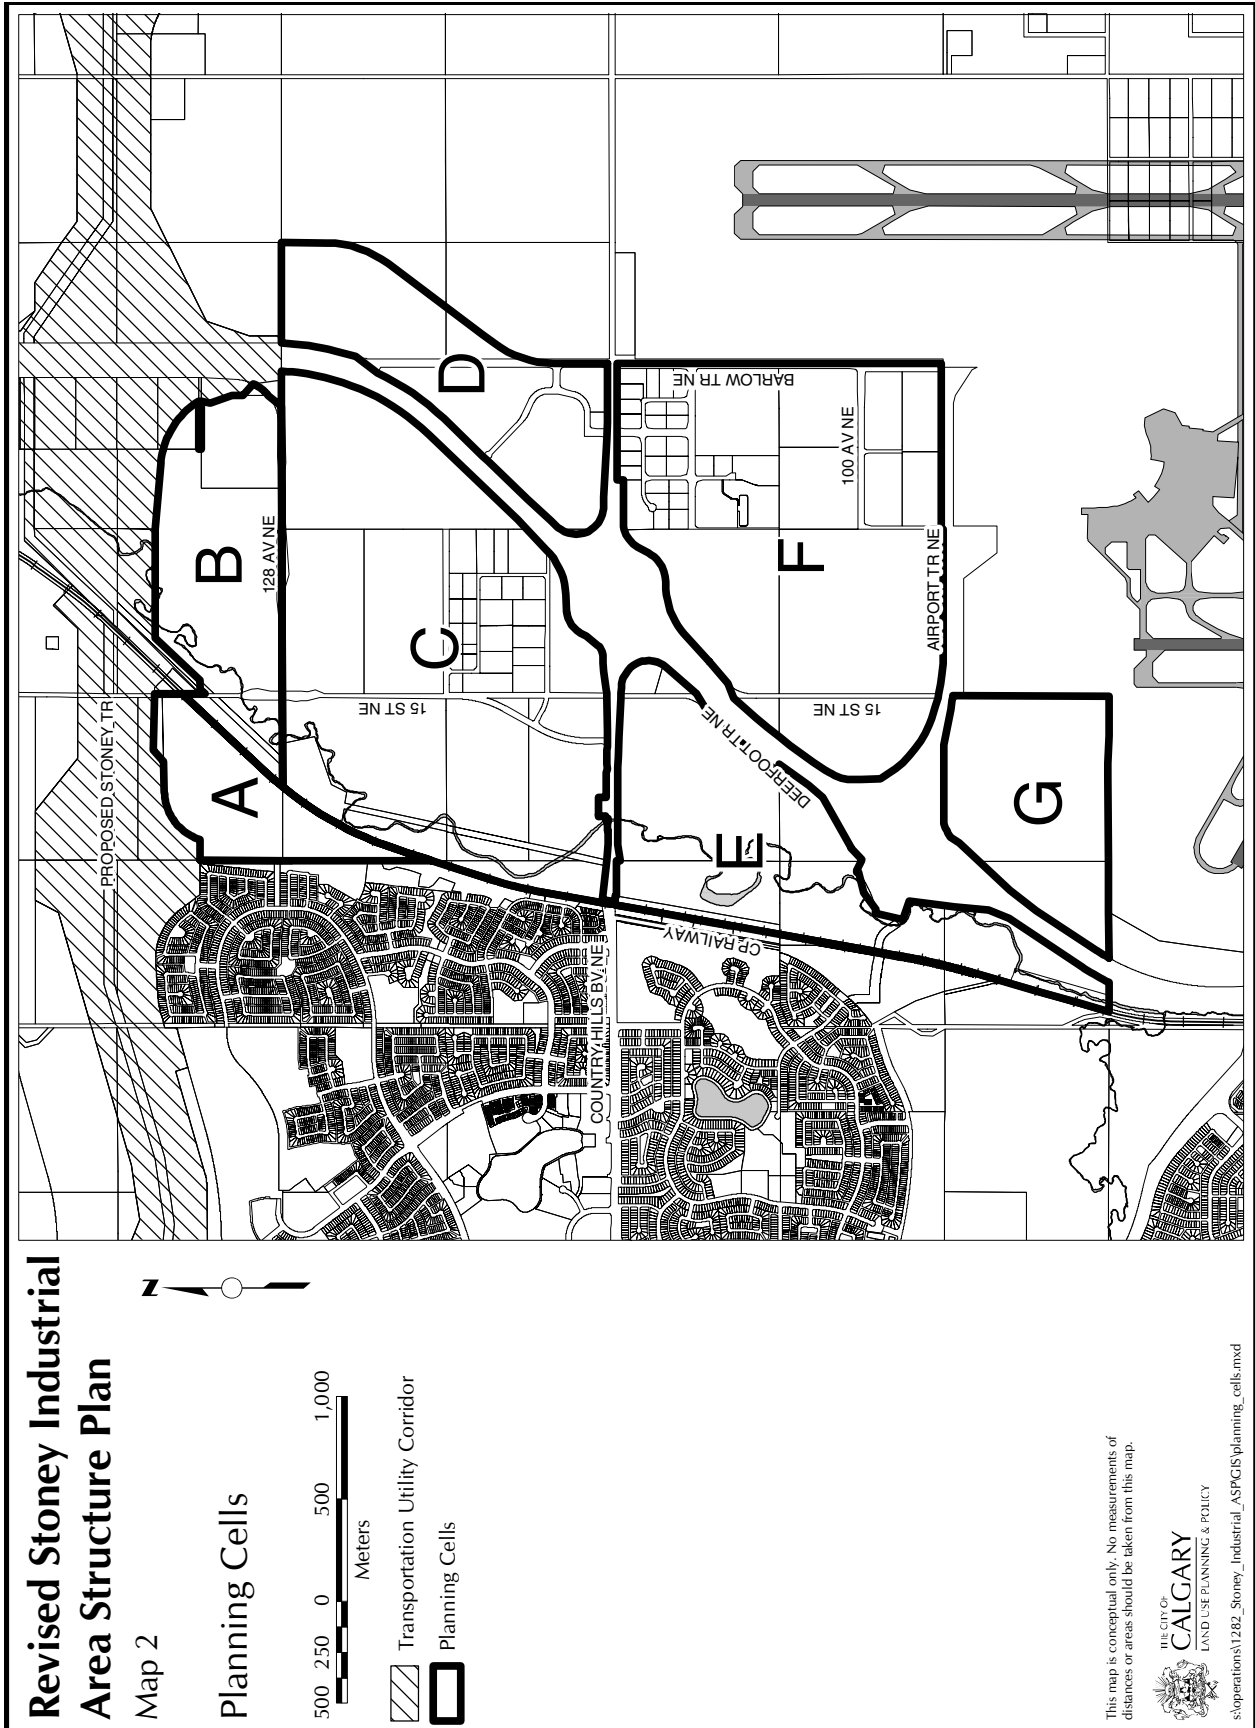 Revised Stoney Industrial
Area Structure Plan
Map 2
Planning Cells
500 250 0 500 1,000
Meters
Transportation Utility Corridor
Planning Cells
This map is conceptual only. No measurements of
distances or areas should be taken from this map.
THE CITY OF
CALGARY
LAND USE PLANNING & POLICY
s:\operations\1282_Stoney_Industrial_ASP\GIS\planning_cells.mxd
N
PROPOSED STONEY TR
A
B
128 AV NE
C
D
15 ST NE
COUNTRY HILLS BV NE
CP RAILWAY
E
DEERFOOT TR NE
BARLOW TR NE
F
100 AV NE
15 ST NE
AIRPORT TR NE
G